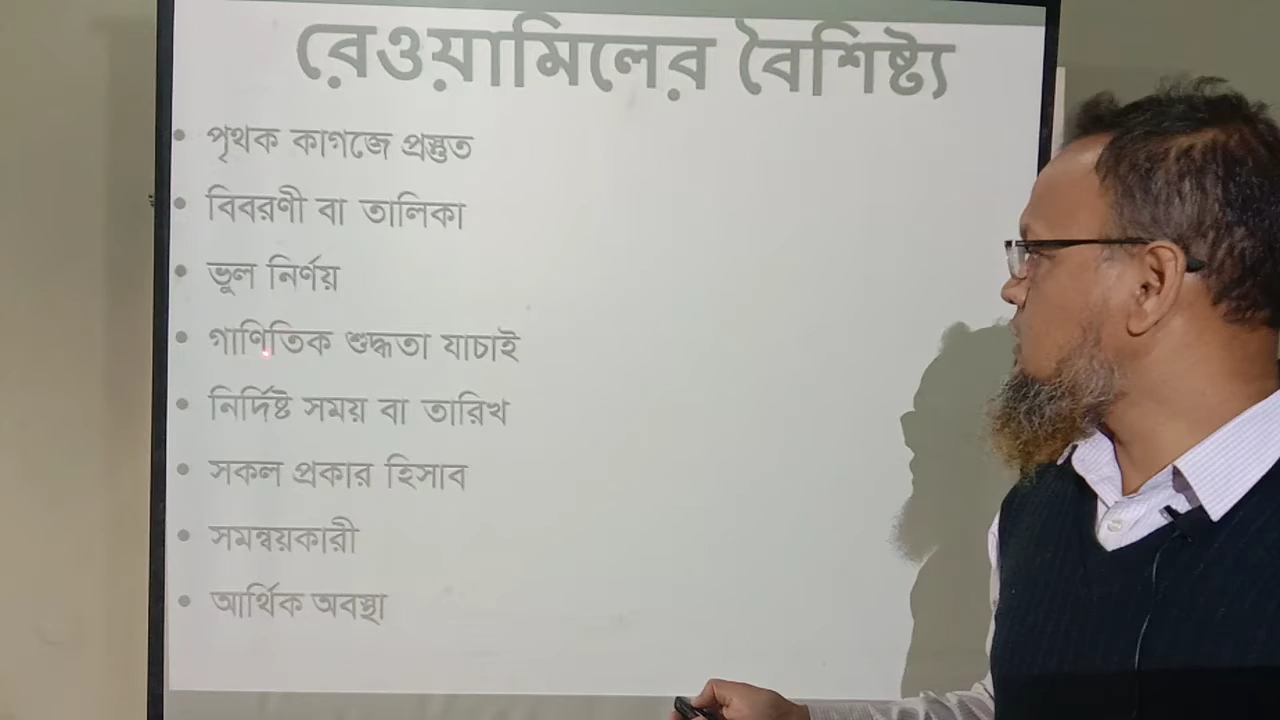 রেওয়ামিলের বৈশিষ্ট্য
• পৃথক কাগজে প্রস্তুত
• বিবরণী বা তালিকা
• ভুল নির্ণয়
• গাণিতিক শুদ্ধতা যাচাই
• নির্দিষ্ট সময় বা তারিখ
• সকল প্রকার হিসাব
• সমন্বয়কারী
• আর্থিক অবস্থা